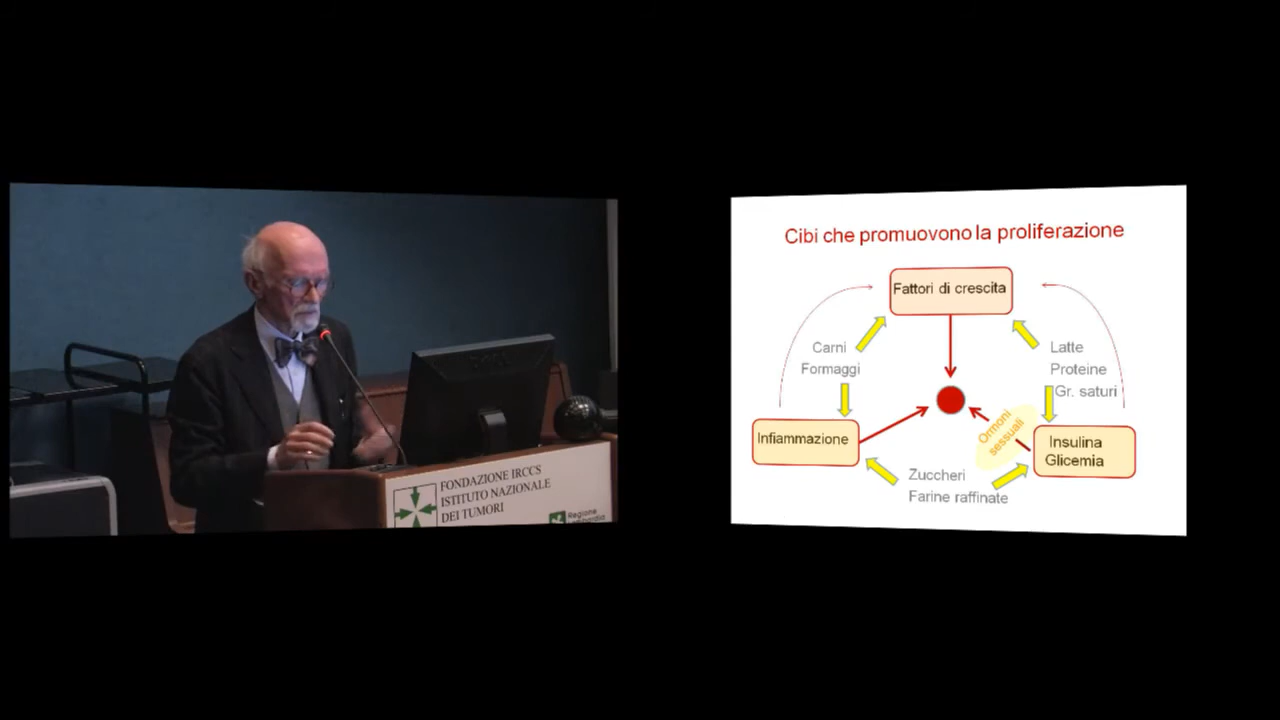 FONDAZIONE IRCCS
ISTITUTO NAZIONALE
DEI TUMORI
Regione
Lombardia
Cibi che promuovono la proliferazione
Fattori di crescita
Carni
Formaggi
Latte
Proteine
Gr. saturi
Infiammazione
Ormoni
sessuali
Insulina
Glicemia
Zuccheri
Farine raffinate